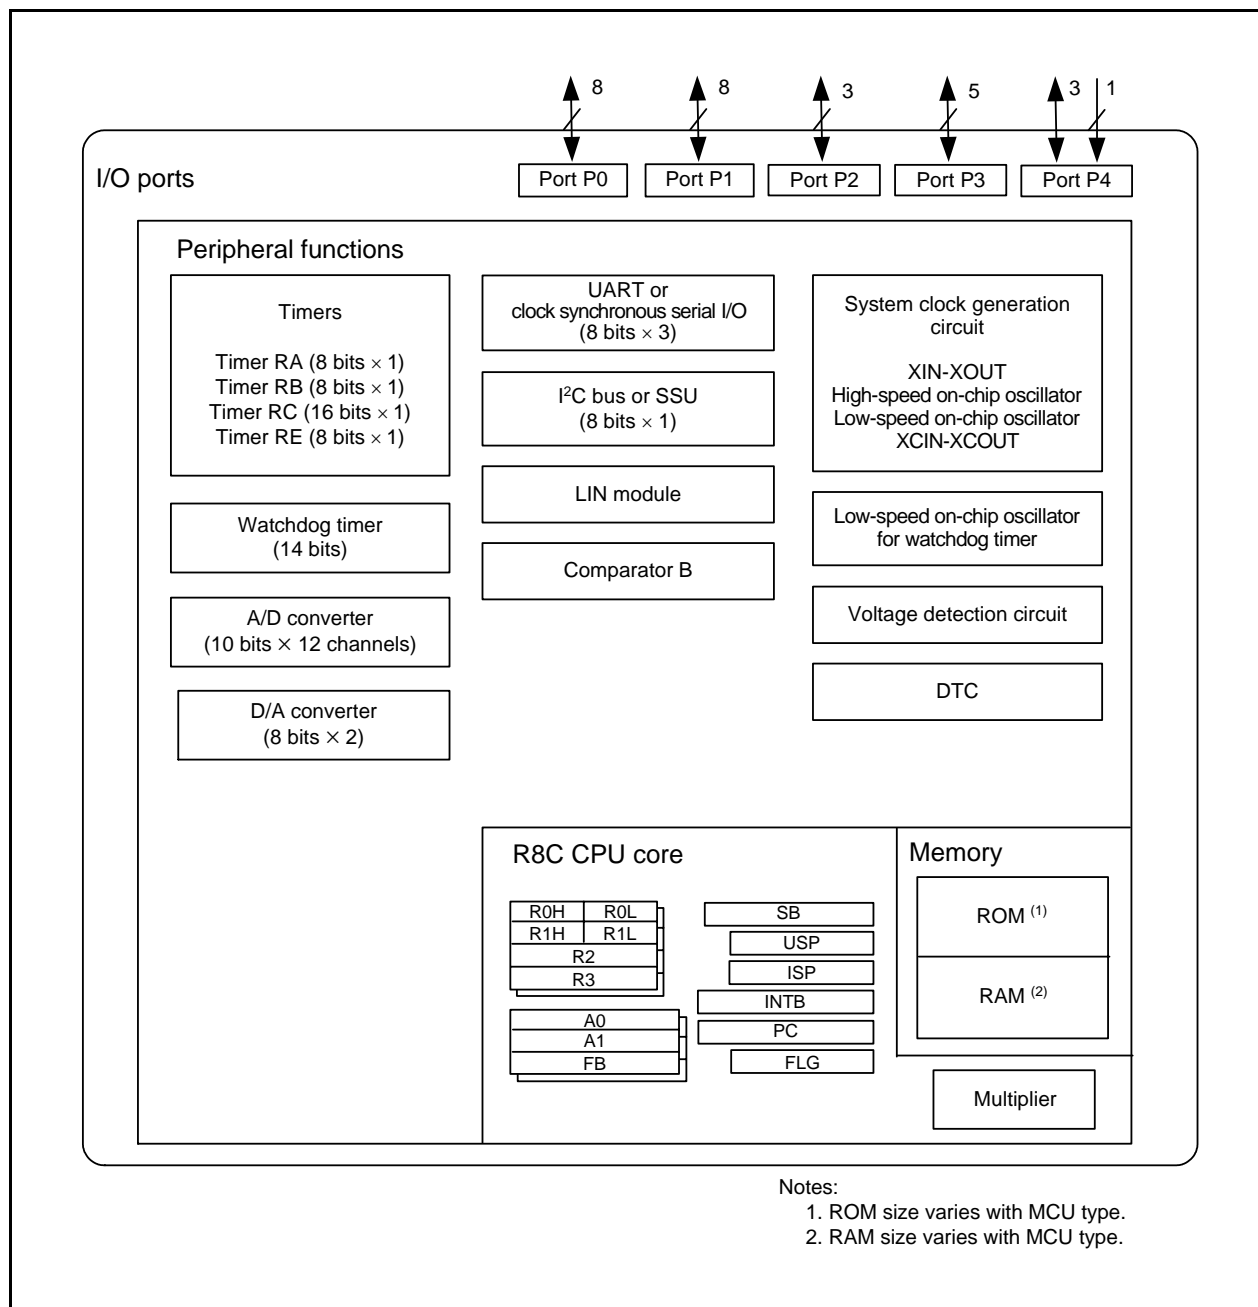 8
8
3
5
3
1
I/O ports
Port P0
Port P1
Port P2
Port P3
Port P4
Peripheral functions
Timers
Timer RA (8 bits × 1)
Timer RB (8 bits × 1)
Timer RC (16 bits × 1)
Timer RE (8 bits × 1)
Watchdog timer
(14 bits)
A/D converter
(10 bits × 12 channels)
D/A converter
(8 bits × 2)
UART or
clock synchronous serial I/O
(8 bits × 3)
I²C bus or SSU
(8 bits × 1)
LIN module
Comparator B
System clock generation
circuit
XIN-XOUT
High-speed on-chip oscillator
Low-speed on-chip oscillator
XCIN-XCOUT
Low-speed on-chip oscillator
for watchdog timer
Voltage detection circuit
DTC
R8C CPU core
R0H
R0L
R1H
R1L
R2
R3
A0
A1
FB
SB
USP
ISP
INTB
PC
FLG
Memory
ROM (1)
RAM (2)
Multiplier
Notes:
1. ROM size varies with MCU type.
2. RAM size varies with MCU type.